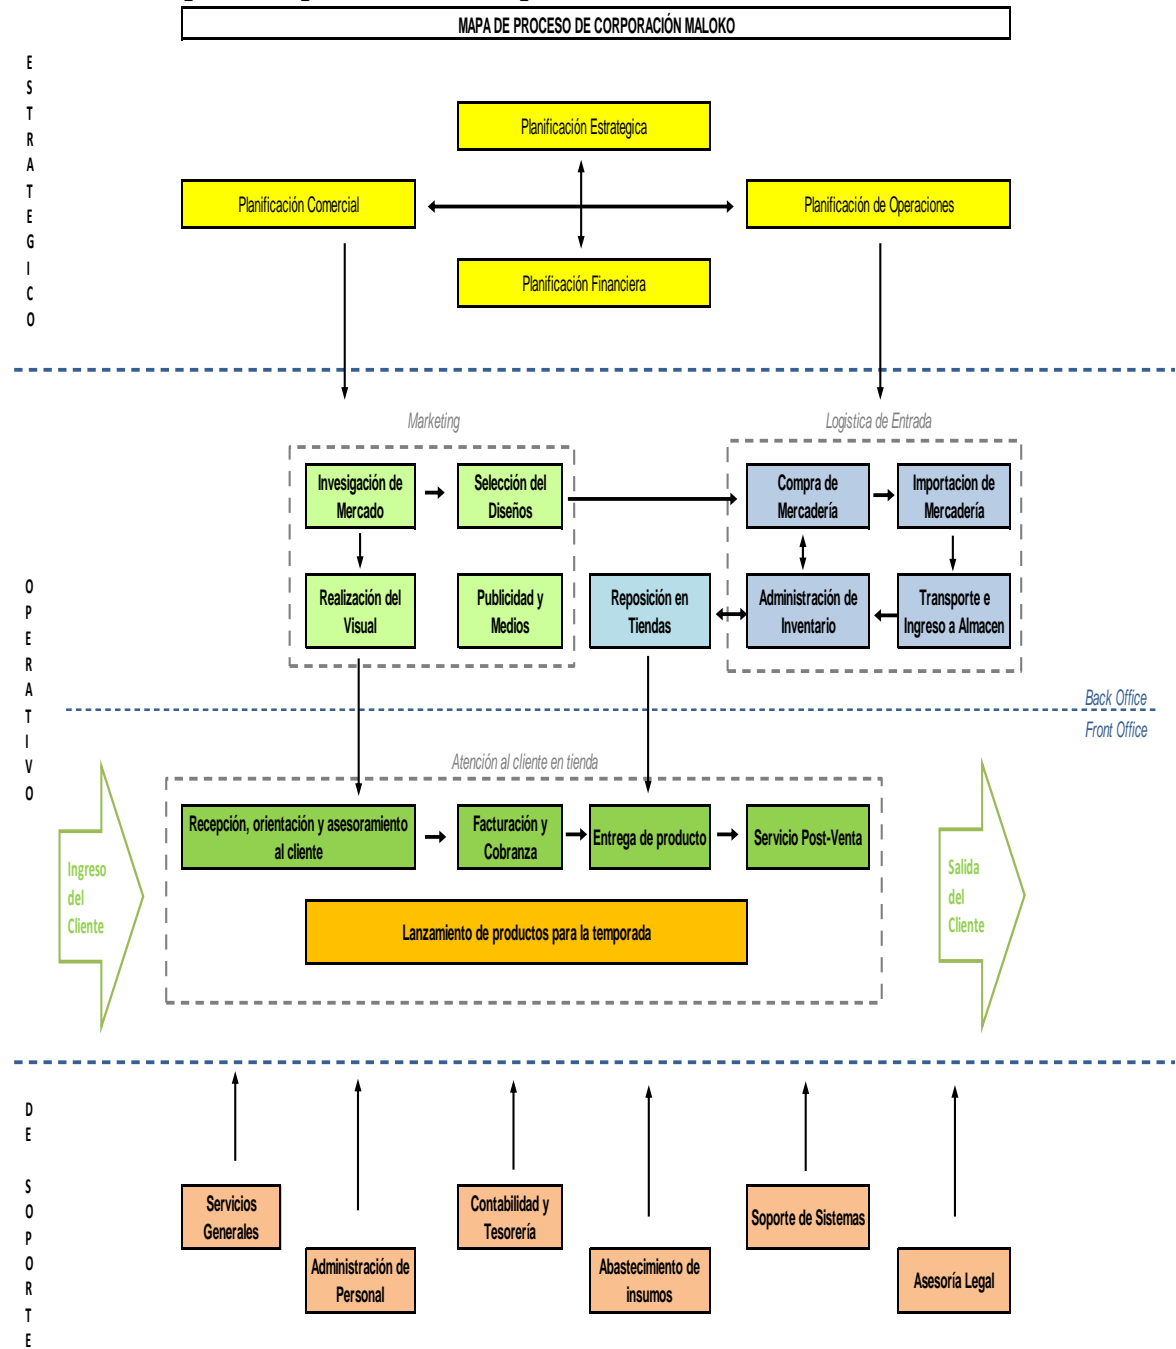 MAPA DE PROCESO DE CORPORACIÓN MALOKO
ESTRATEGICO
Planificación Estrategica
Planificación Comercial
Planificación de Operaciones
Planificación Financiera
OPERATIVO
Marketing
Logistica de Entrada
Invesigación de
Mercado
Selección del
Diseños
Compra de
Mercadería
Importacion de
Mercadería
Realización del
Visual
Publicidad y
Medios
Reposición en
Tiendas
Administración de
Inventario
Transporte e
Ingreso a Almacen
Back Office
Front Office
Atención al cliente en tienda
Ingreso
del
Cliente
Recepción, orientación y asesoramiento
al cliente
Facturación y
Cobranza
Entrega de producto
Servicio Post-Venta
Lanzamiento de productos para la temporada
Salida
del
Cliente
DE SOPORTE
Servicios
Generales
Administración de
Personal
Contabilidad y
Tesorería
Abastecimiento de
insumos
Soporte de Sistemas
Asesoría Legal